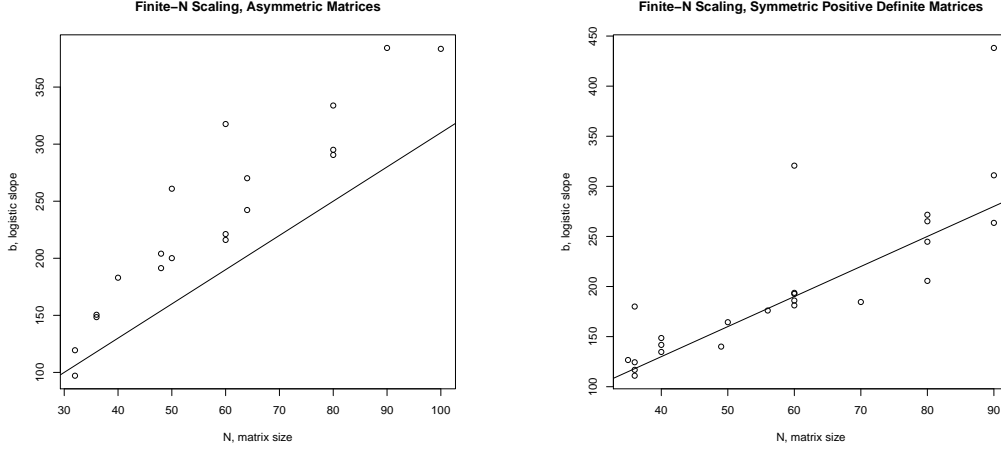 Finite−N Scaling, Asymmetric Matrices
350
300
250
200
150
100
b, logistic slope
30 40 50 60 70 80 90 100
N, matrix size
Finite−N Scaling, Symmetric Positive Definite Matrices
450
400
350
300
250
200
150
100
b, logistic slope
40 50 60 70 80 90
N, matrix size